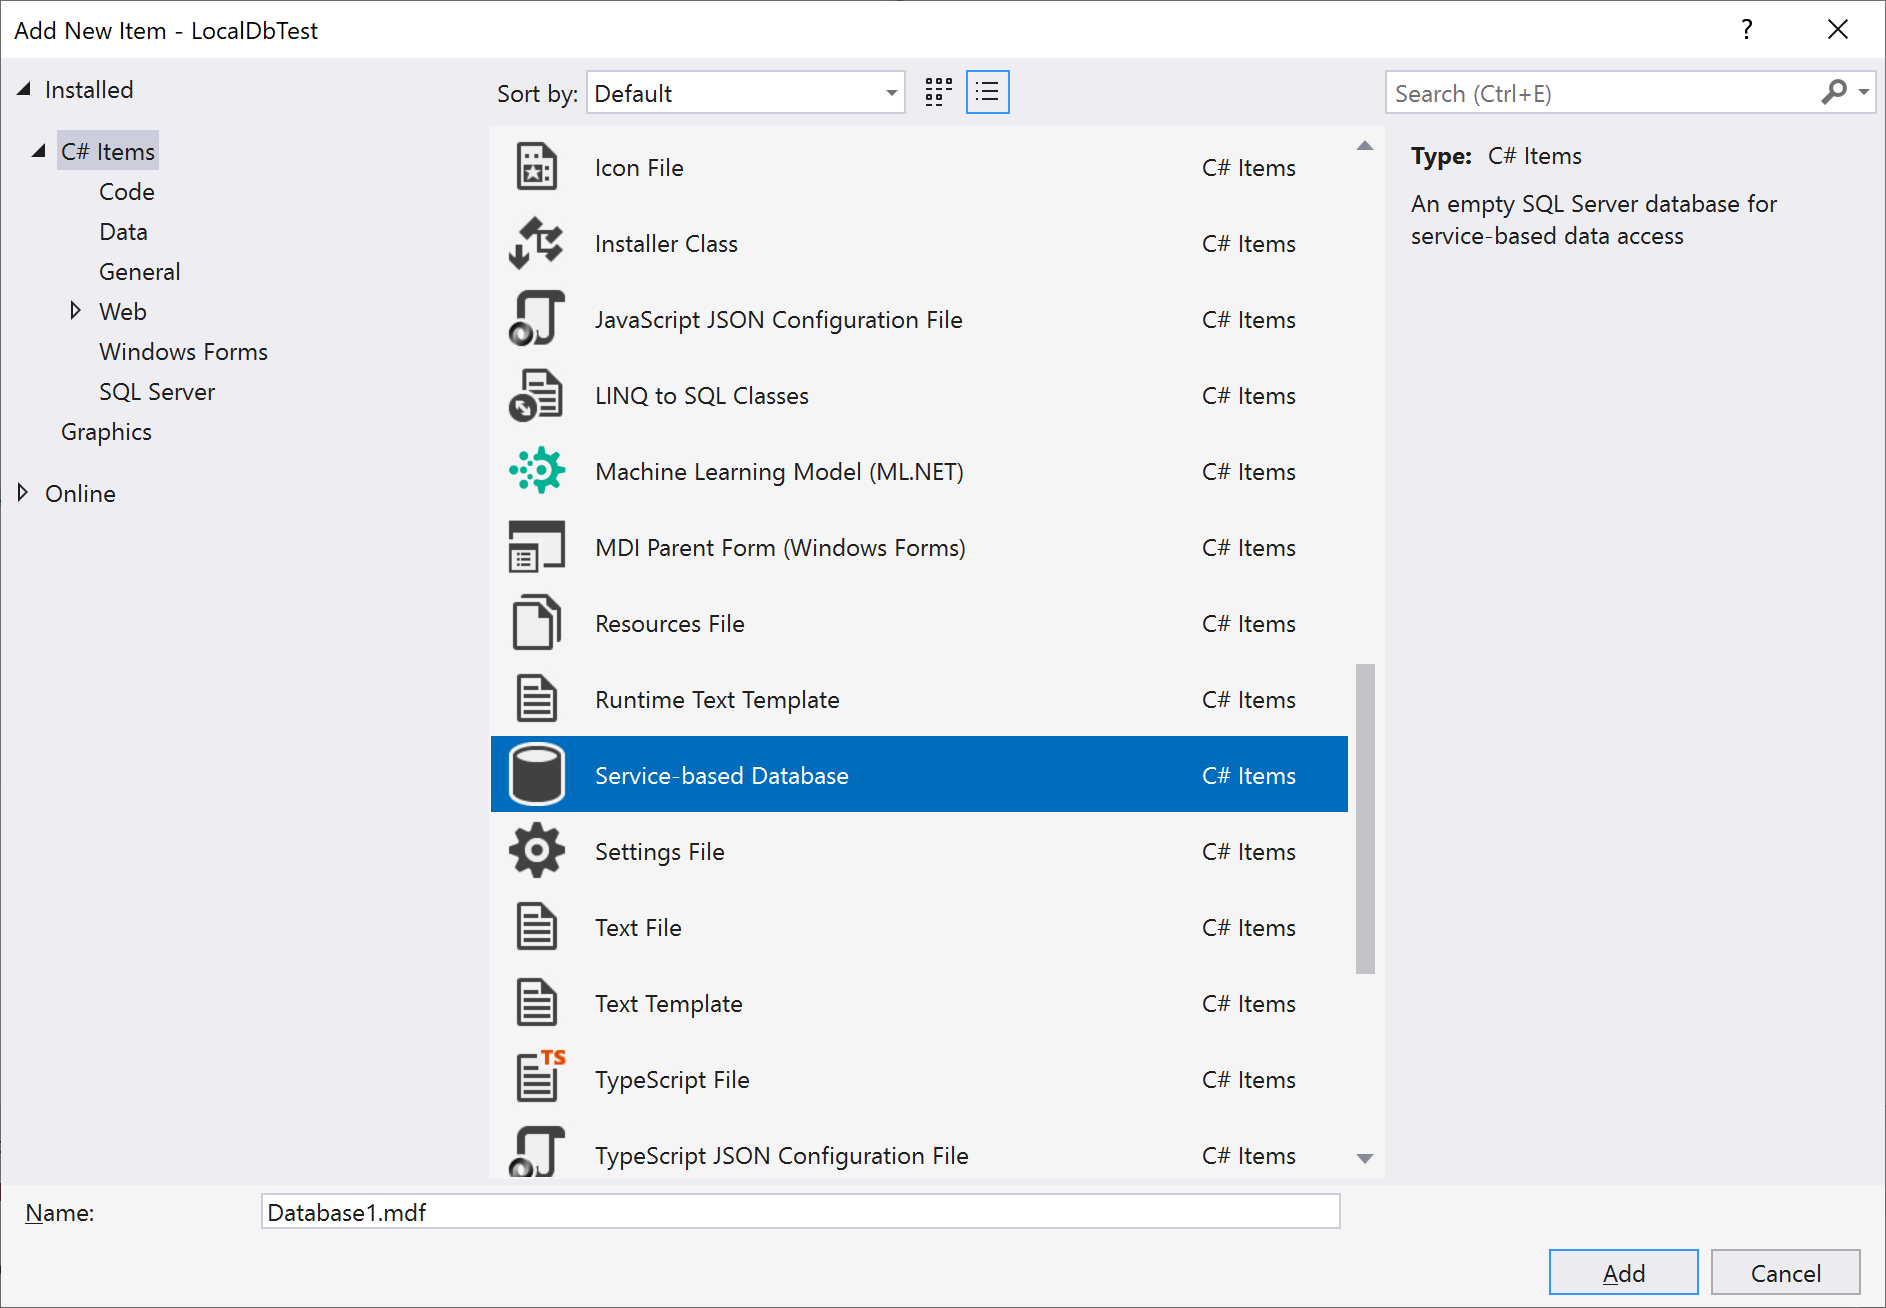 Add New Item - LocalDbTest
?
Installed
C# Items
Code
Data
General
Web
Windows Forms
SQL Server
Graphics
Online
Sort by: Default
Icon File C# Items
Installer Class C# Items
JavaScript JSON Configuration File C# Items
LINQ to SQL Classes C# Items
Machine Learning Model (ML.NET) C# Items
MDI Parent Form (Windows Forms) C# Items
Resources File C# Items
Runtime Text Template C# Items
Service-based Database C# Items
Settings File C# Items
Text File C# Items
Text Template C# Items
TS
TypeScript File C# Items
TypeScript JSON Configuration File C# Items
Search (Ctrl+E)
Type: C# Items
An empty SQL Server database for
service-based data access
Name: Database1.mdf
Add Cancel